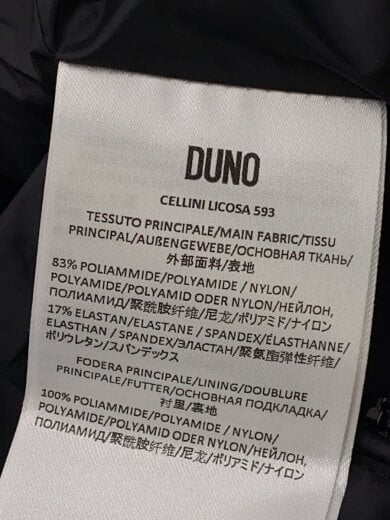 DUNO
CELLINI LICOSA 593
TESSUTO PRINCIPALE/MAIN FABRIC/TISSU
PRINCIPAL/AUßENGEWEBE/ОСНОВНАЯ ТКАНЬ/
外部面料/表地
83% POLIAMMIDE/POLYAMIDE / NYLON/
POLYAMIDE/POLYAMID ODER NYLON/НЕЙЛОН,
ПОЛИАМИД/聚酰胺纤维/尼龙/ポリアミド/ナイロン
17% ELASTAN/ELASTANE / SPANDEX/ÉLASTHANNE/
ELASTHAN / SPANDEX/ЭЛАСТАН/聚氨酯弹性纤维/
ポリウレタン/スパンデックス
FODERA PRINCIPALE/LINING/DOUBLURE
PRINCIPALE/FUTTER/ОСНОВНАЯ ПОДКЛАДКА/
衬里/裏地
100% POLIAMMIDE/POLYAMIDE / NYLON/
POLYAMIDE/POLYAMID ODER NYLON/НЕЙЛОН,
ПОЛИАМИД/聚酰胺纤维/尼龙/ポリアミド/ナイロン